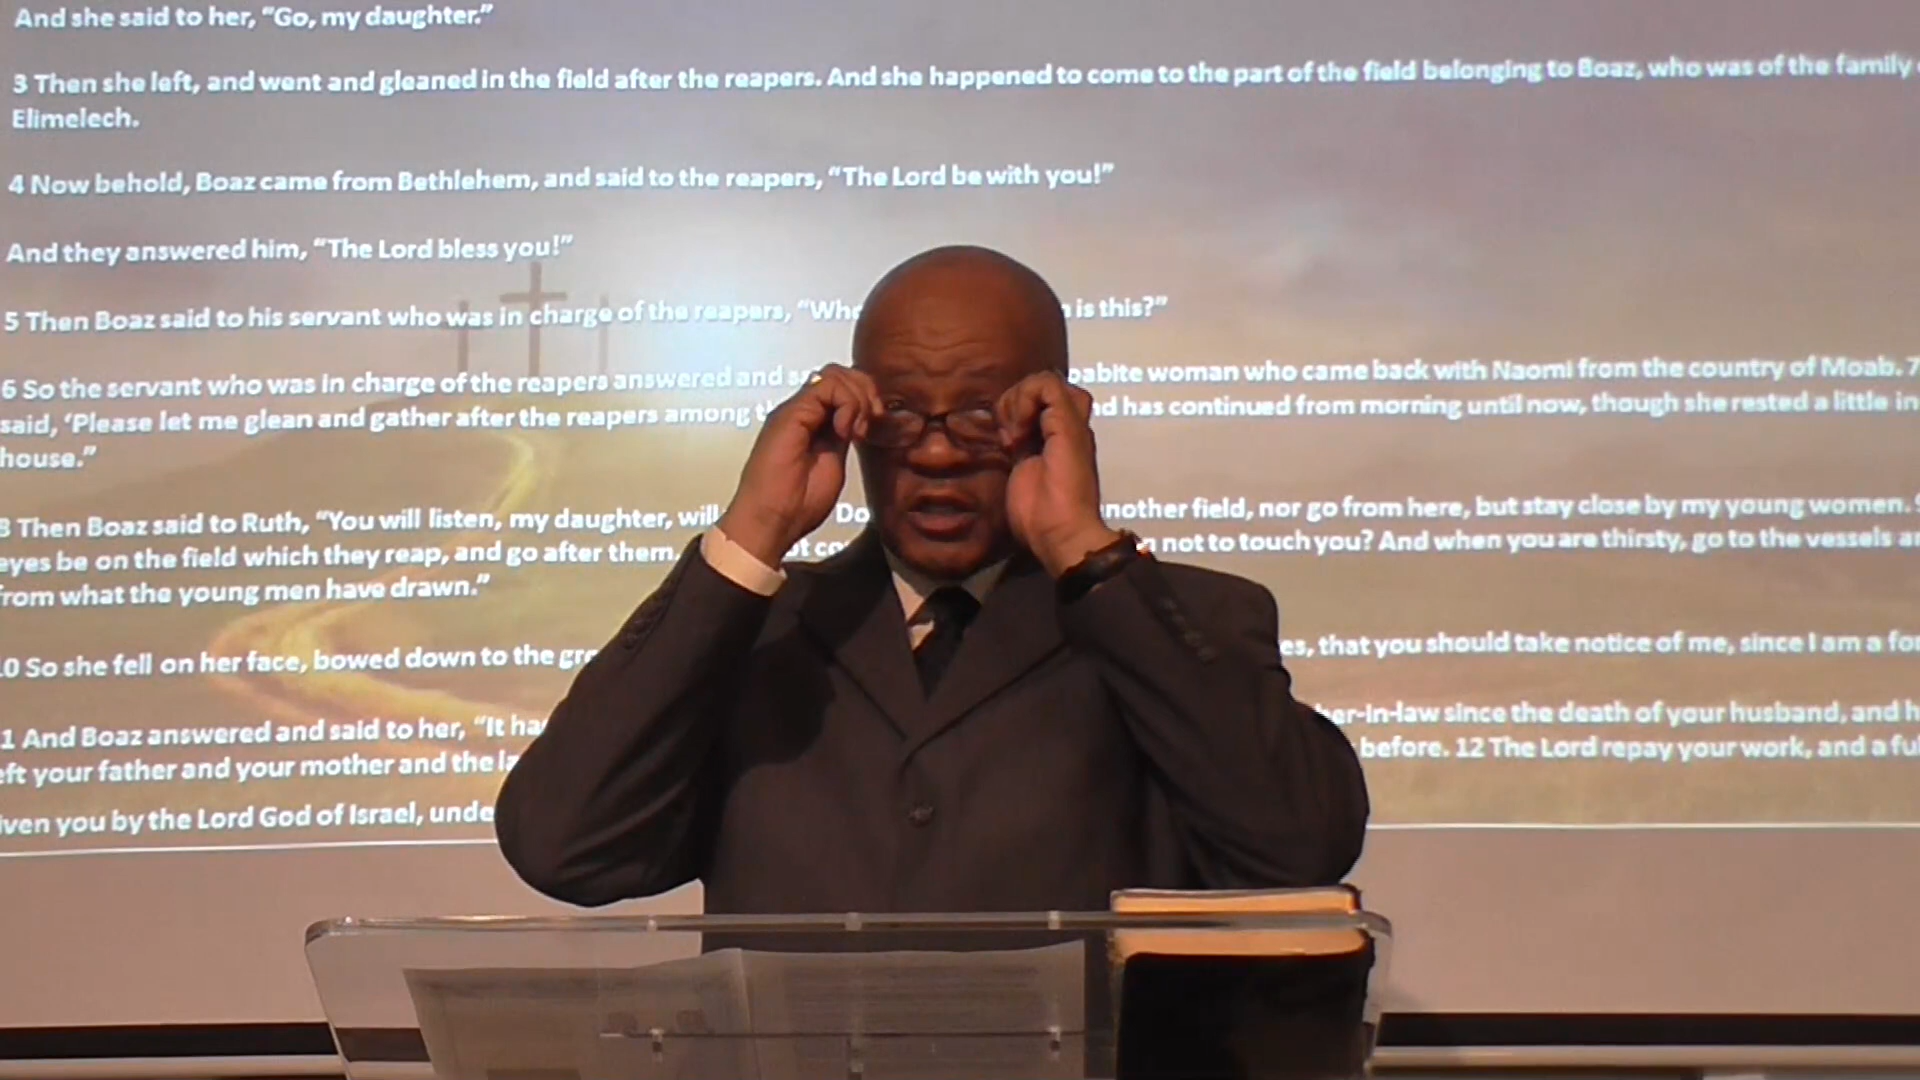 And she said to her, “Go, my daughter.”
3 Then she left, and went and gleaned in the field after the reapers. And she happened to come to the part of the field belonging to Boaz, who was of the family
Elimelech.
4 Now behold, Boaz came from Bethlehem, and said to the reapers, “The Lord be with you!”
And they answered him, “The Lord bless you!”
5 Then Boaz said to his servant who was in charge of the reapers, is this?”
6 So the servant who was in charge of the reapers answered and woman who came back with Naomi from the country of Moab. 7
said, ‘Please let me glean and gather after the reapers among has continued from morning until now, though she rested a little in
house.”
Then Boaz said to Ruth, “You will listen, my daughter, will field, nor go from here, but stay close by my young women.
eyes be on the field which they reap, and go after them. not to touch you? And when you are thirsty, go to the vessels
from what the young men have drawn.”
So she fell on her face, bowed down to the that you should take notice of me, since I am a
And Boaz answered and said to her, “It since the death of your husband, and
your father and your mother and the before. 12 The Lord repay your work, and a
you by the Lord God of Israel,